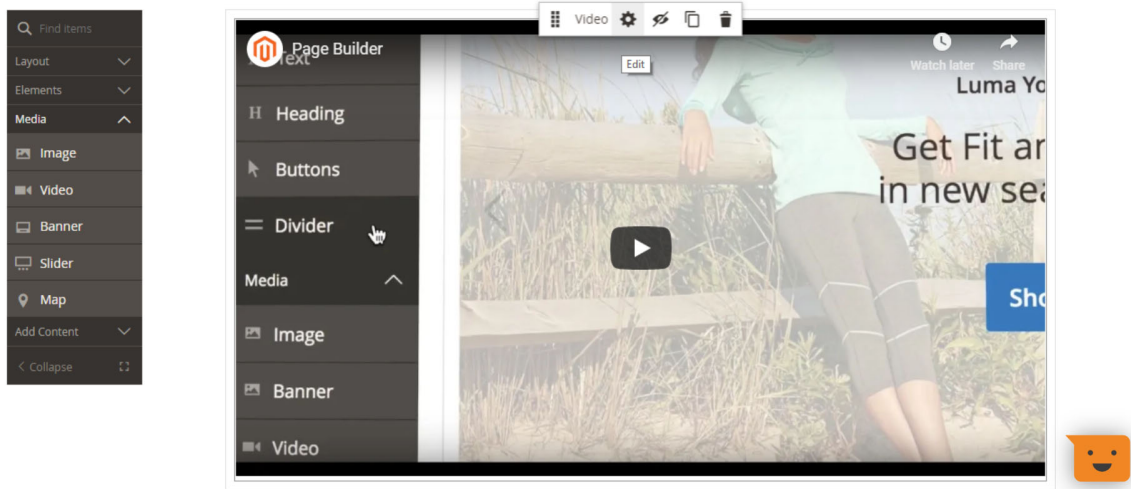 Find items
Layout
Elements
Media
Image
Video
Banner
Slider
Map
Add Content
Collapse
Video
Edit
Page Builder
Watch later
Share
Text
Heading
Buttons
Divider
Media
Image
Banner
Video
Luma Yo
Get Fit ar
in new sea
Sho